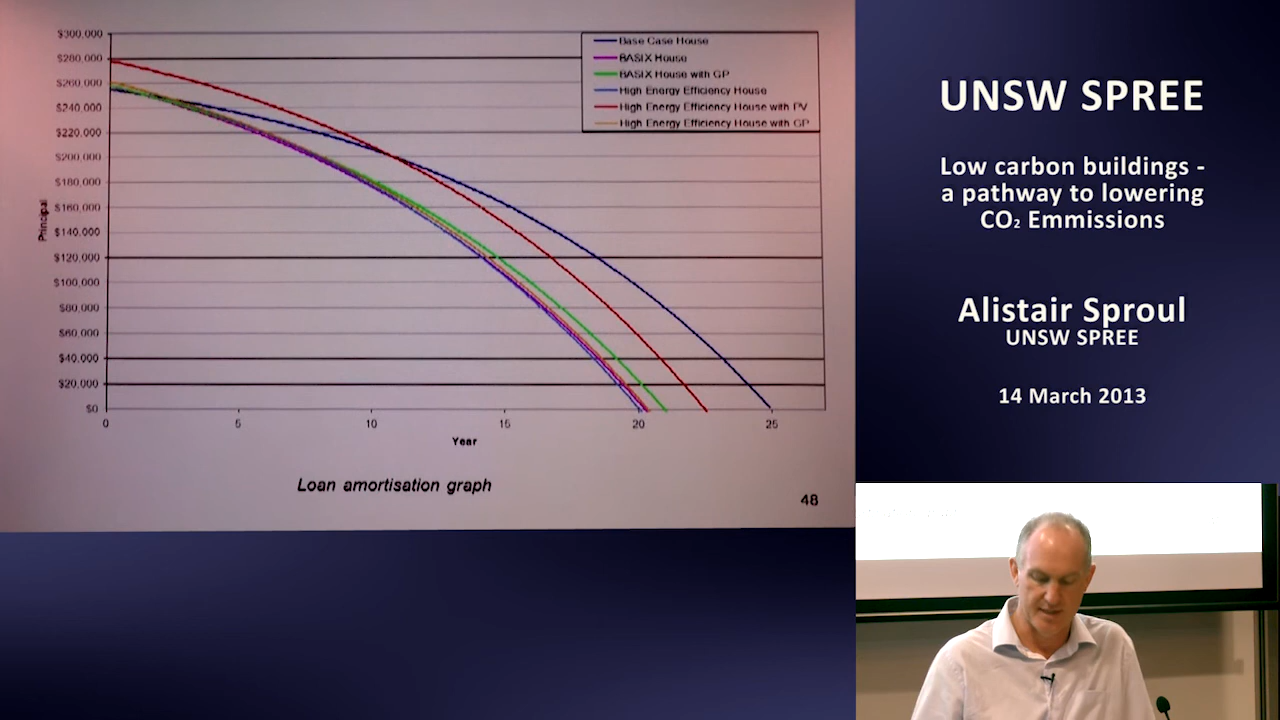 $300,000
$280,000
$260,000
$240,000
$220,000
$200,000
$180,000
$160,000
$140,000
$120,000
$100,000
$80,000
$60,000
$40,000
$20,000
$0
Principal
0 5 10 15 20 25
Year
Base Case House
BASIX House
BASIX House with GP
High Energy Efficiency House
High Energy Efficiency House with PV
High Energy Efficiency House with GP
Loan amortisation graph
48
UNSW SPREE
Low carbon buildings -
a pathway to lowering
CO₂ Emmissions
Alistair Sproul
UNSW SPREE
14 March 2013